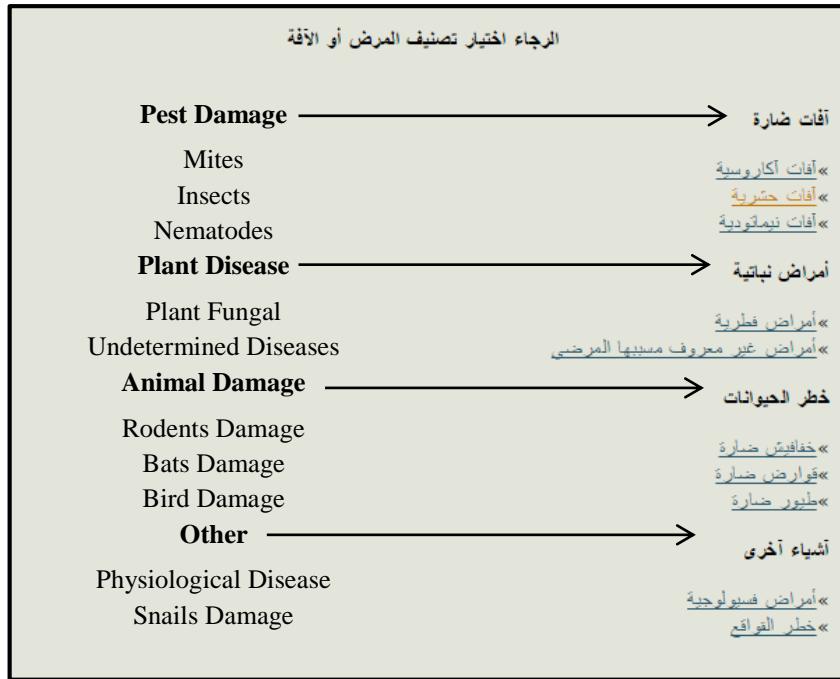 الرجاء اختيار تصنيف المرض أو الآفة
Pest Damage
آفات ضارة
Mites
»آفات آكاروسية
Insects
»آفات حشرية
Nematodes
»آفات نيماتودية
Plant Disease
أمراض نباتية
Plant Fungal
»أمراض فطرية
Undetermined Diseases
»أمراض غير معروف مسببها المرضي
Animal Damage
خطر الحيوانات
Rodents Damage
»خفافيش ضارة
Bats Damage
»قوارض ضارة
Bird Damage
»طيور ضارة
Other
آشياء آخرى
Physiological Disease
»أمراض فسيولوجية
Snails Damage
»خطر القواقع